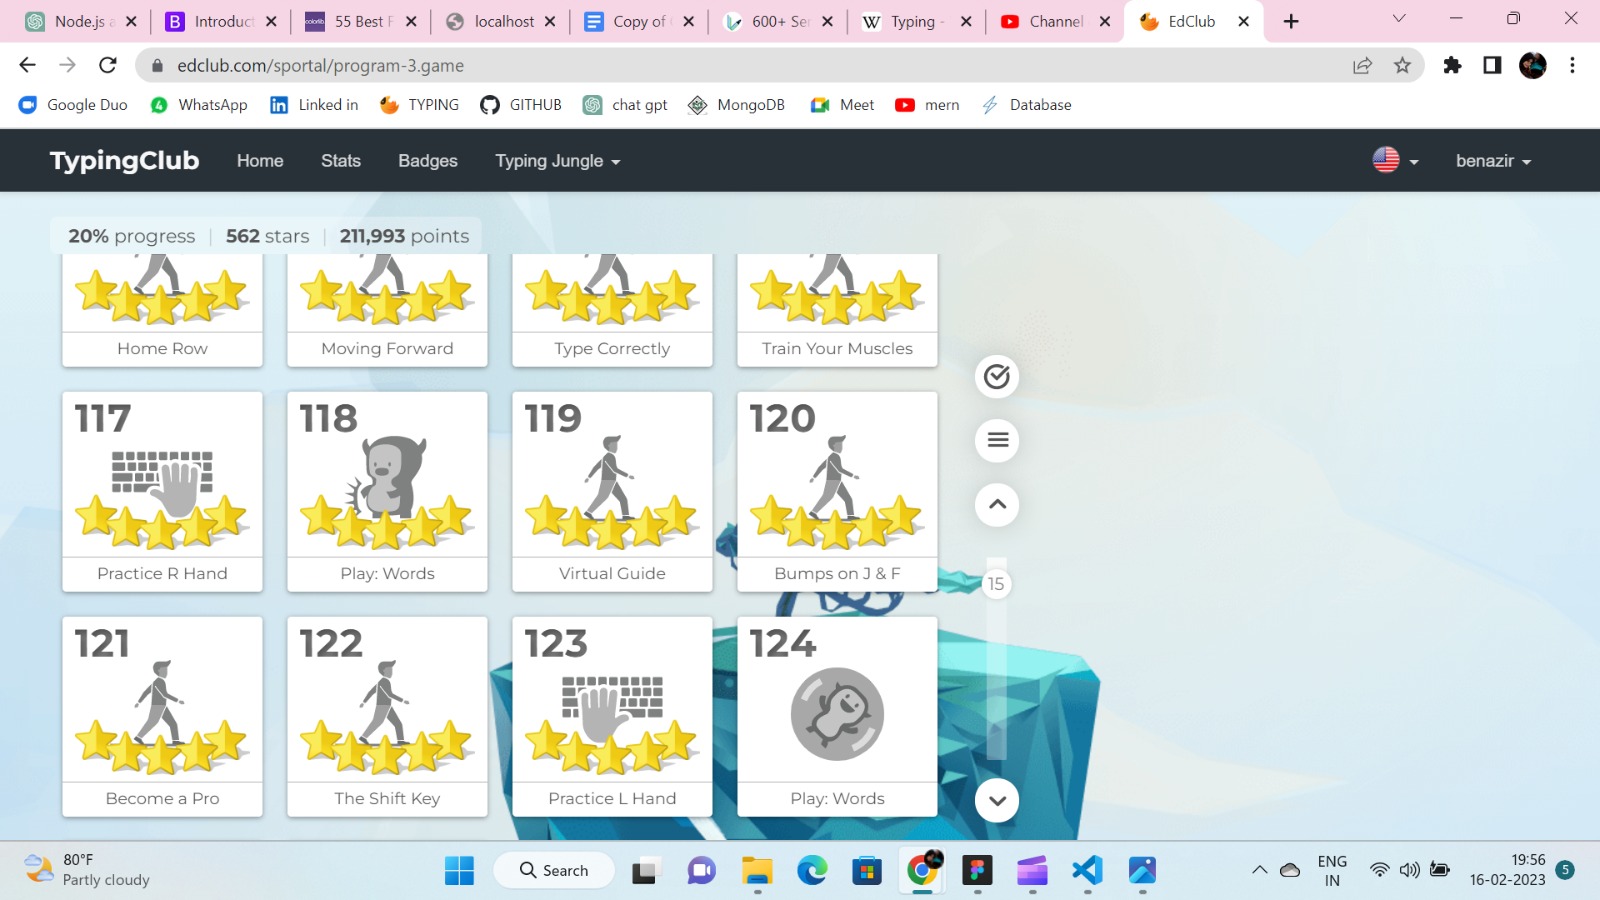 Node.js a
Introduct
55 Best F
localhost
Copy of
600+ Se
Typing -
Channel
EdClub
edclub.com/sportal/program-3.game
Google Duo
WhatsApp
Linked in
TYPING
GITHUB
chat gpt
MongoDB
Meet
mern
Database
TypingClub
Home
Stats
Badges
Typing Jungle
benazir
20% progress | 562 stars | 211,993 points
Home Row
Moving Forward
Type Correctly
Train Your Muscles
117
118
119
120
Practice R Hand
Play: Words
Virtual Guide
Bumps on J & F
15
121
122
123
124
Become a Pro
The Shift Key
Practice L Hand
Play: Words
80°F
Partly cloudy
Search
ENG
IN
19:56
16-02-2023
5